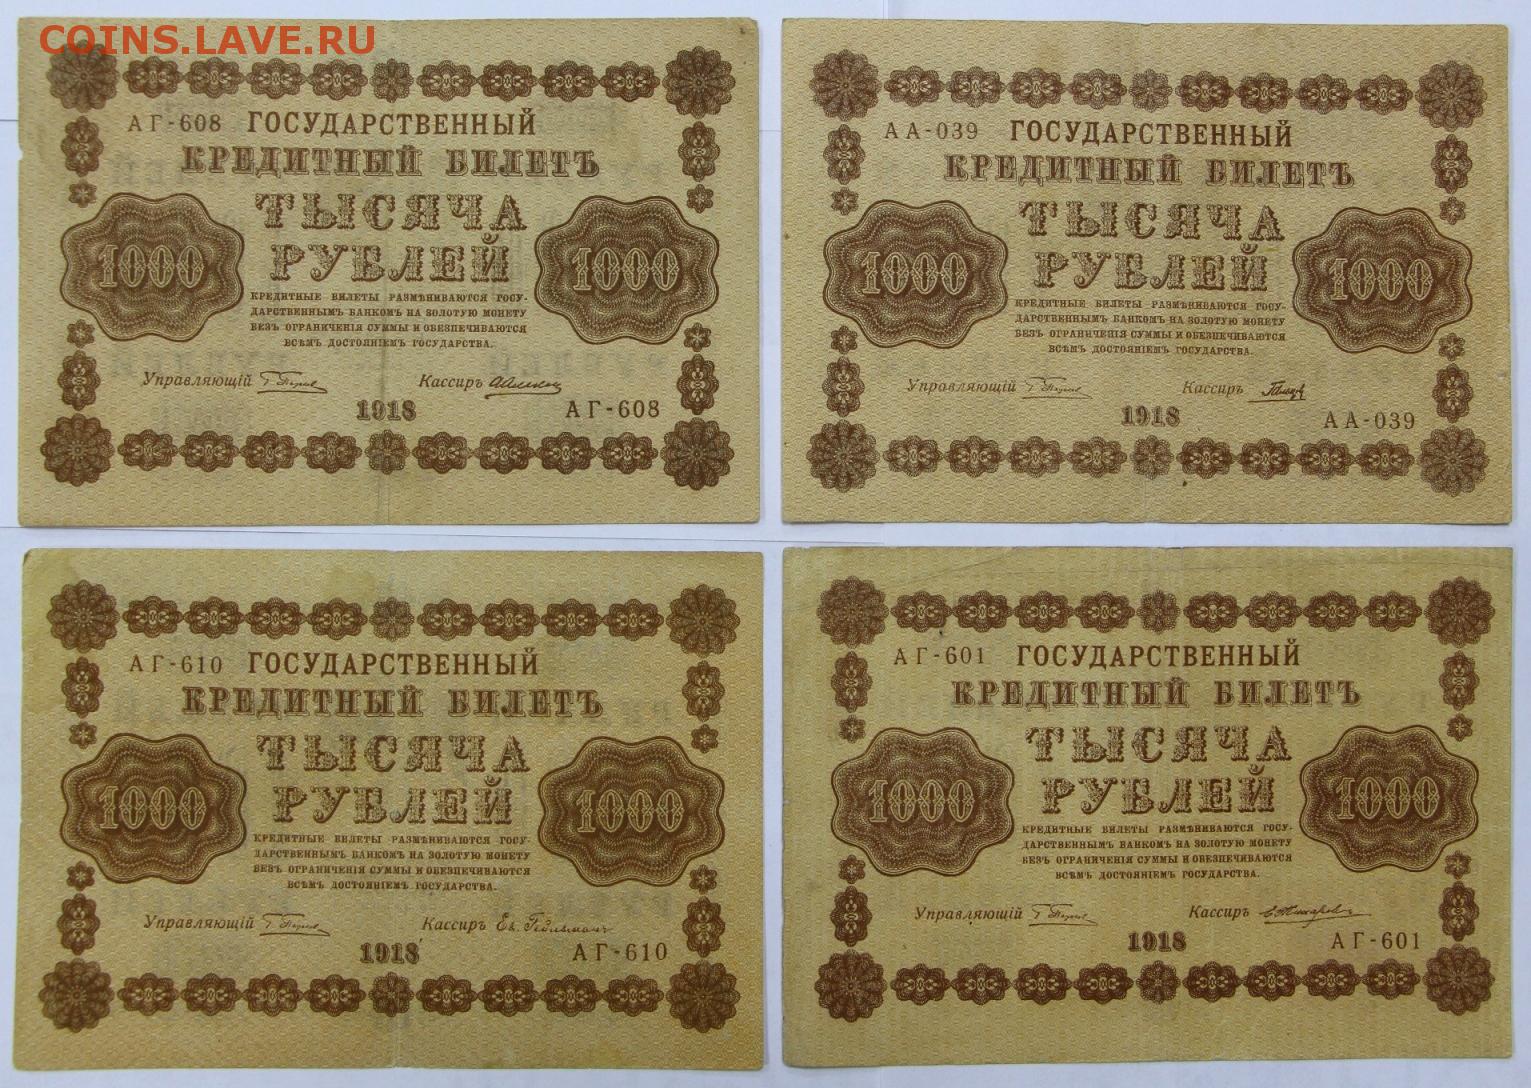 COINS.LAVE.RU
АГ-608 ГОСУДАРСТВЕННЫЙ
КРЕДИТНЫЙ БИЛЕТЪ
ТЫСЯЧА
РУБЛЕЙ
1000 1000
КРЕДИТНЫЕ БИЛЕТЫ РАЗМѢНИВАЮТСЯ ГОСУ-
ДАРСТВЕННЫМЪ БАНКОМЪ НА ЗОЛОТУЮ МОНЕТУ
БЕЗЪ ОГРАНИЧЕНІЯ СУММЫ И ОБЕЗПЕЧИВАЮТСЯ
ВСѢМЪ ДОСТОЯНІЕМЪ ГОСУДАРСТВА.
Управляющій Кассиръ
1918
АГ-608
АА-039 ГОСУДАРСТВЕННЫЙ
КРЕДИТНЫЙ БИЛЕТЪ
ТЫСЯЧА
РУБЛЕЙ
1000 1000
КРЕДИТНЫЕ БИЛЕТЫ РАЗМѢНИВАЮТСЯ ГОСУ-
ДАРСТВЕННЫМЪ БАНКОМЪ НА ЗОЛОТУЮ МОНЕТУ
БЕЗЪ ОГРАНИЧЕНІЯ СУММЫ И ОБЕЗПЕЧИВАЮТСЯ
ВСѢМЪ ДОСТОЯНІЕМЪ ГОСУДАРСТВА.
Управляющій Кассиръ
1918
АА-039
АГ-610 ГОСУДАРСТВЕННЫЙ
КРЕДИТНЫЙ БИЛЕТЪ
ТЫСЯЧА
РУБЛЕЙ
1000 1000
КРЕДИТНЫЕ БИЛЕТЫ РАЗМѢНИВАЮТСЯ ГОСУ-
ДАРСТВЕННЫМЪ БАНКОМЪ НА ЗОЛОТУЮ МОНЕТУ
БЕЗЪ ОГРАНИЧЕНІЯ СУММЫ И ОБЕЗПЕЧИВАЮТСЯ
ВСѢМЪ ДОСТОЯНІЕМЪ ГОСУДАРСТВА.
Управляющій Кассиръ
1918
АГ-610
АГ-601 ГОСУДАРСТВЕННЫЙ
КРЕДИТНЫЙ БИЛЕТЪ
ТЫСЯЧА
РУБЛЕЙ
1000 1000
КРЕДИТНЫЕ БИЛЕТЫ РАЗМѢНИВАЮТСЯ ГОСУ-
ДАРСТВЕННЫМЪ БАНКОМЪ НА ЗОЛОТУЮ МОНЕТУ
БЕЗЪ ОГРАНИЧЕНІЯ СУММЫ И ОБЕЗПЕЧИВАЮТСЯ
ВСѢМЪ ДОСТОЯНІЕМЪ ГОСУДАРСТВА.
Управляющій Кассиръ
1918
АГ-601